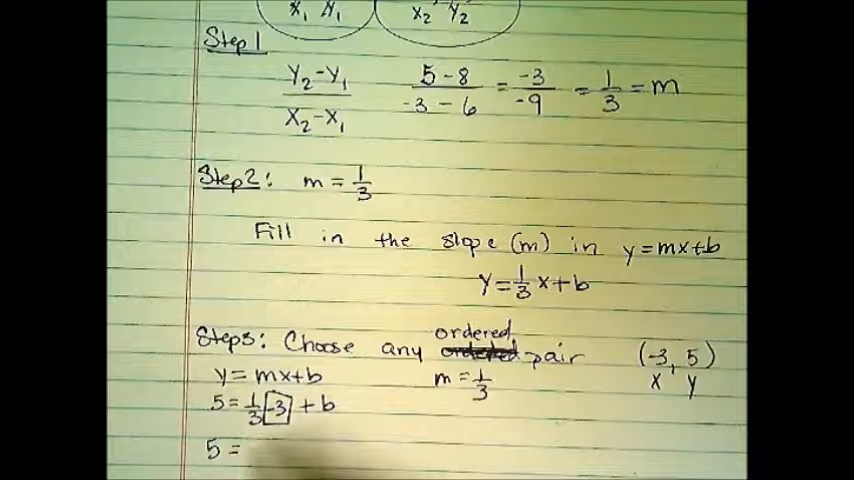 x₁ y₁ x₂, y₂
Step 1
y₂-y₁ / x₂-x₁ 5-8 / -3-6 = -3/-9 = 1/3 = m
Step 2: m = 1/3
Fill in the slope (m) in y=mx+b
y = 1/3 x + b
Step 3: Choose any ordered pair (-3, 5)
y = mx+b m = 1/3 x y
5 = 1/3 -3 + b
5 =